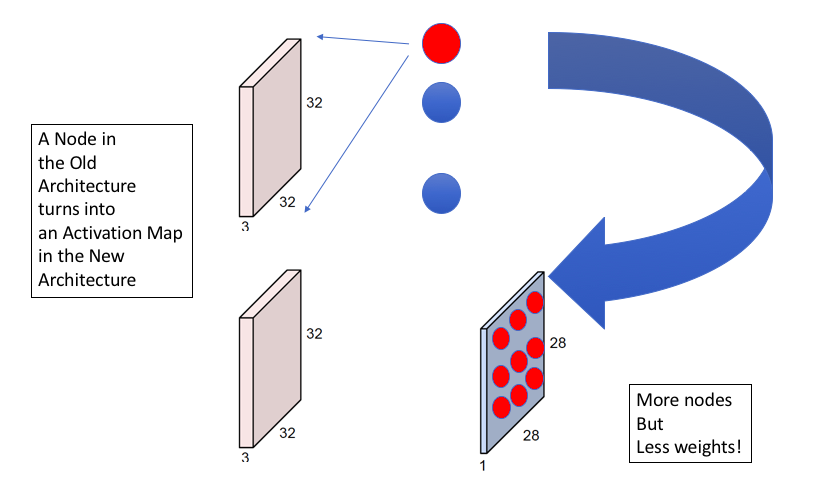 32
32
3
A Node in
the Old
Architecture
turns into
an Activation Map
in the New
Architecture
32
32
3
28
28
1
More nodes
But
Less weights!